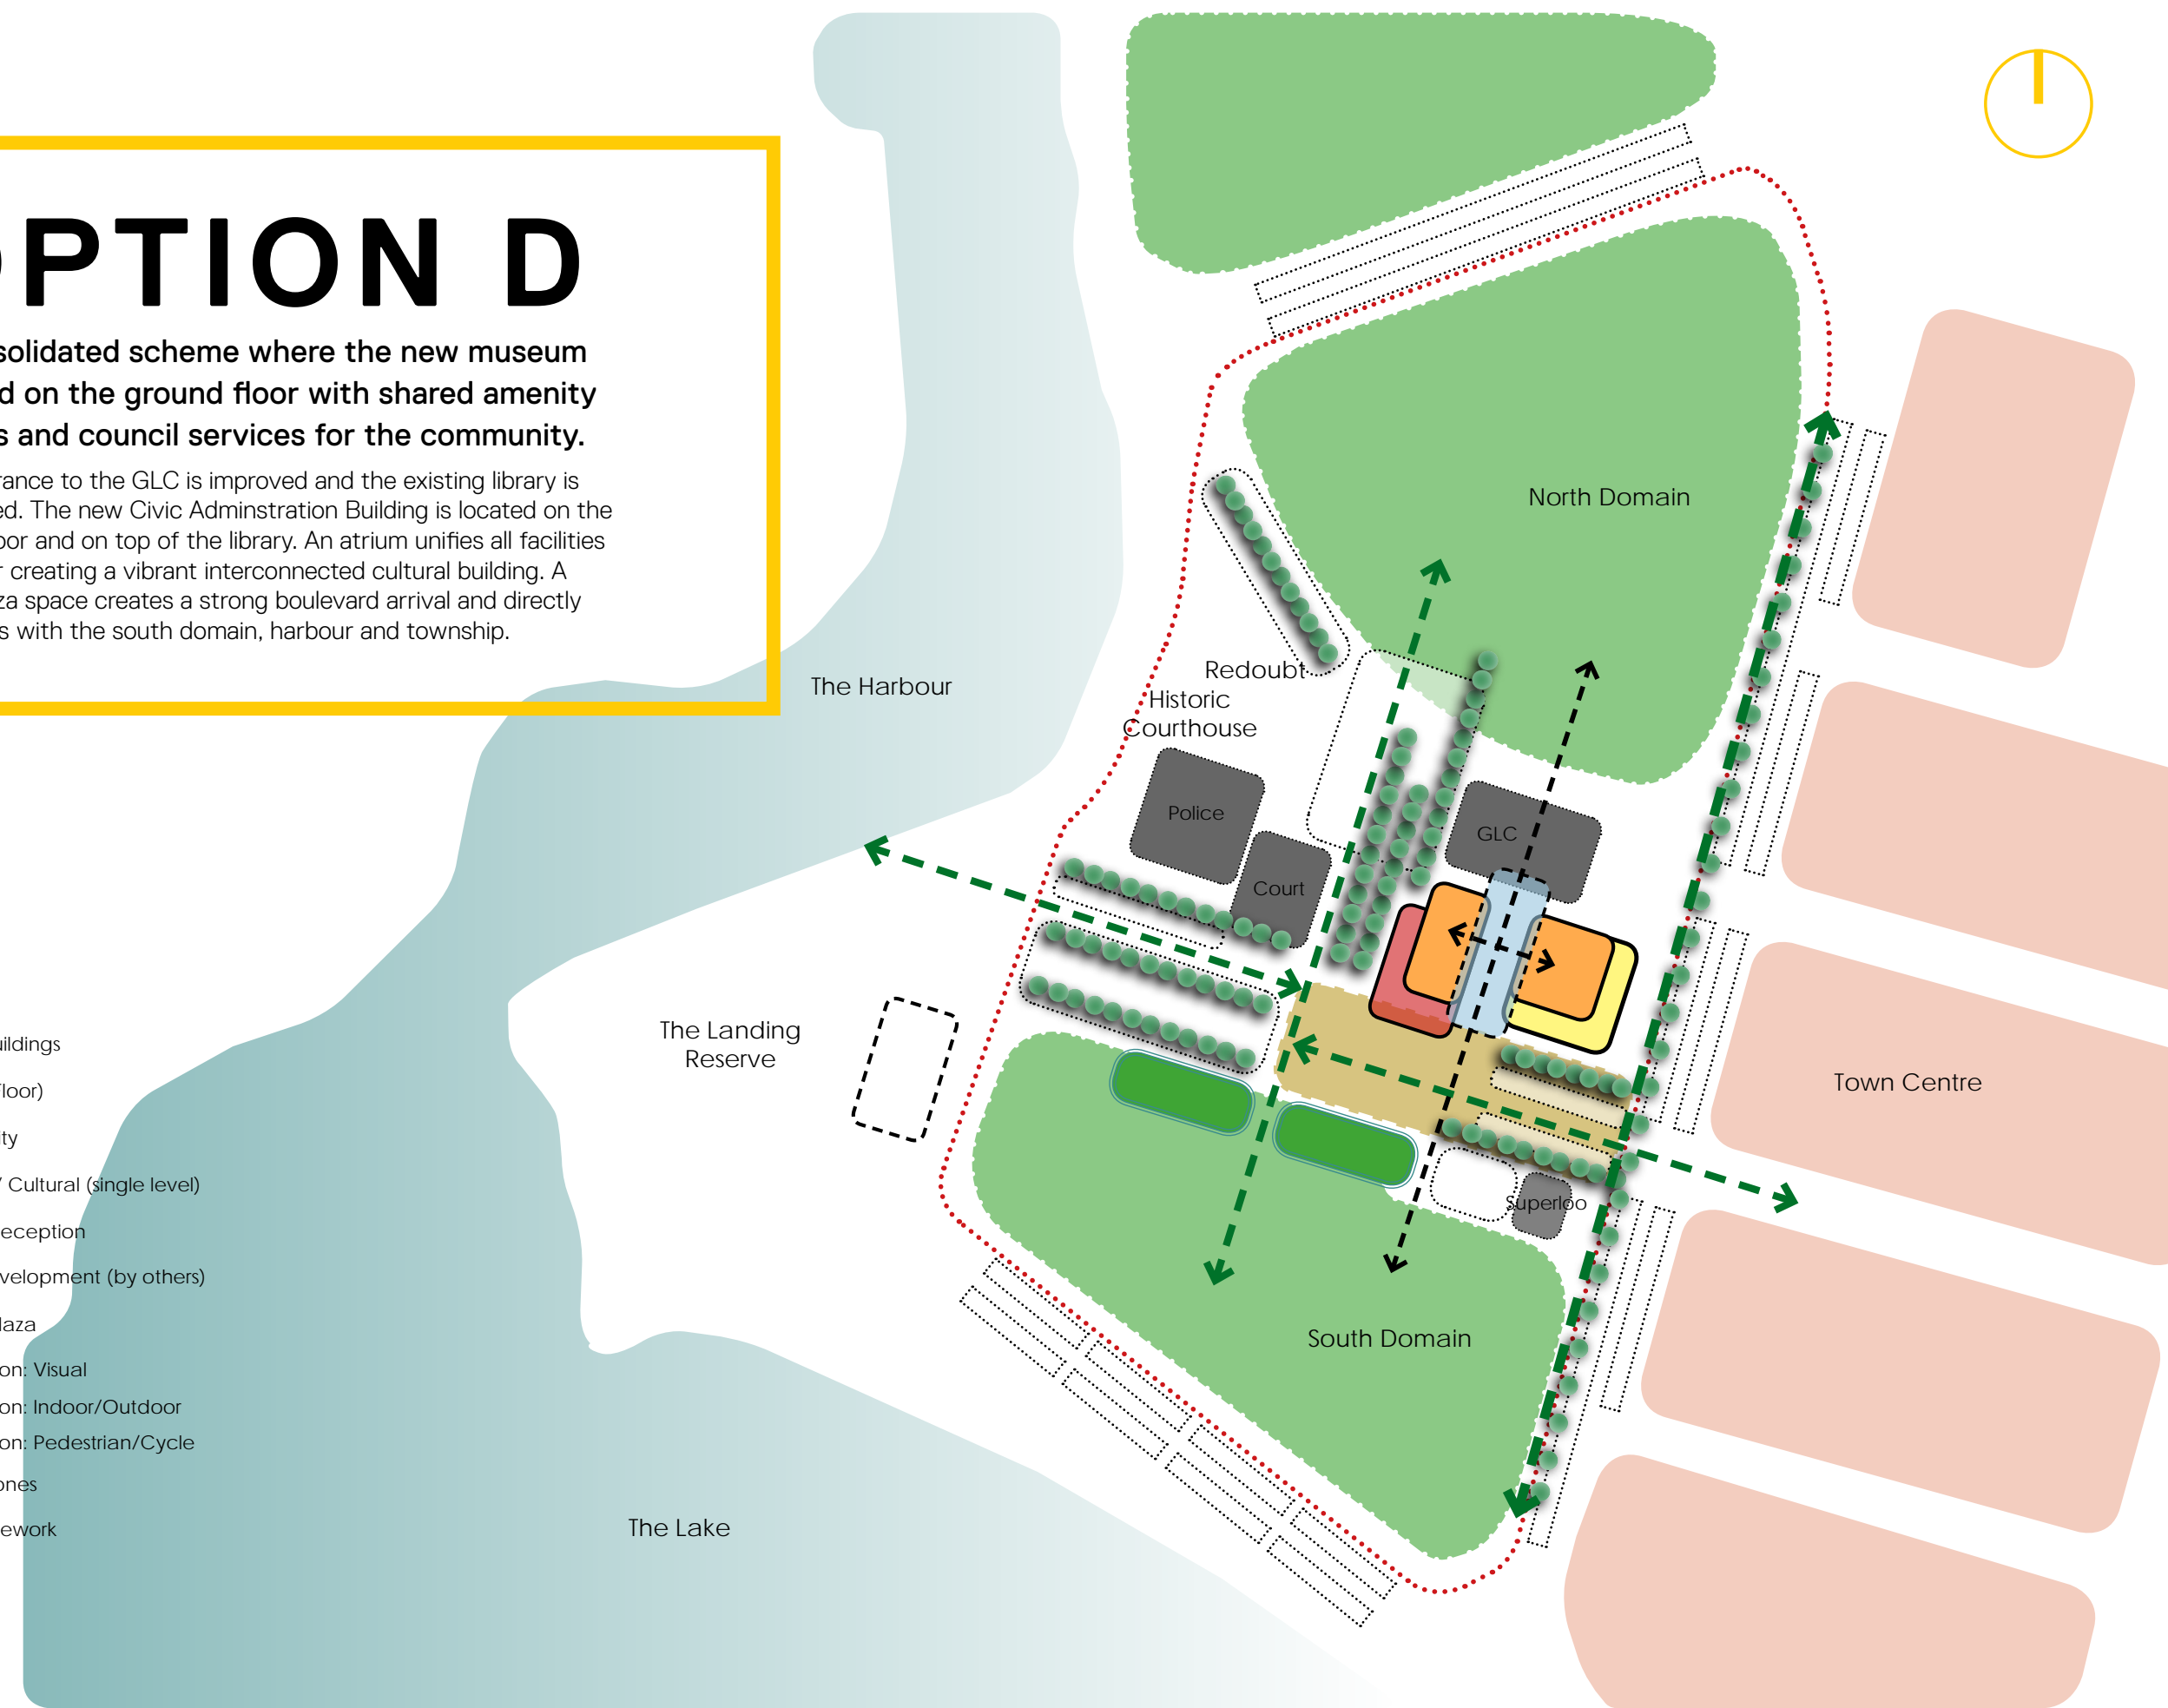 OPTION D
solidated scheme where the new museum
d on the ground floor with shared amenity
s and council services for the community.
rance to the GLC is improved and the existing library is
ed. The new Civic Adminstration Building is located on the
oor and on top of the library. An atrium unifies all facilities
r creating a vibrant interconnected cultural building. A
za space creates a strong boulevard arrival and directly
s with the south domain, harbour and township.
North Domain
Redoubt
The Harbour
Historic
Courthouse
Police
GLC
Court
The Landing
Reserve
Town Centre
Superloo
South Domain
The Lake
uildings
Floor)
ity
/ Cultural (single level)
eception
velopment (by others)
laza
on: Visual
on: Indoor/Outdoor
on: Pedestrian/Cycle
ones
ework